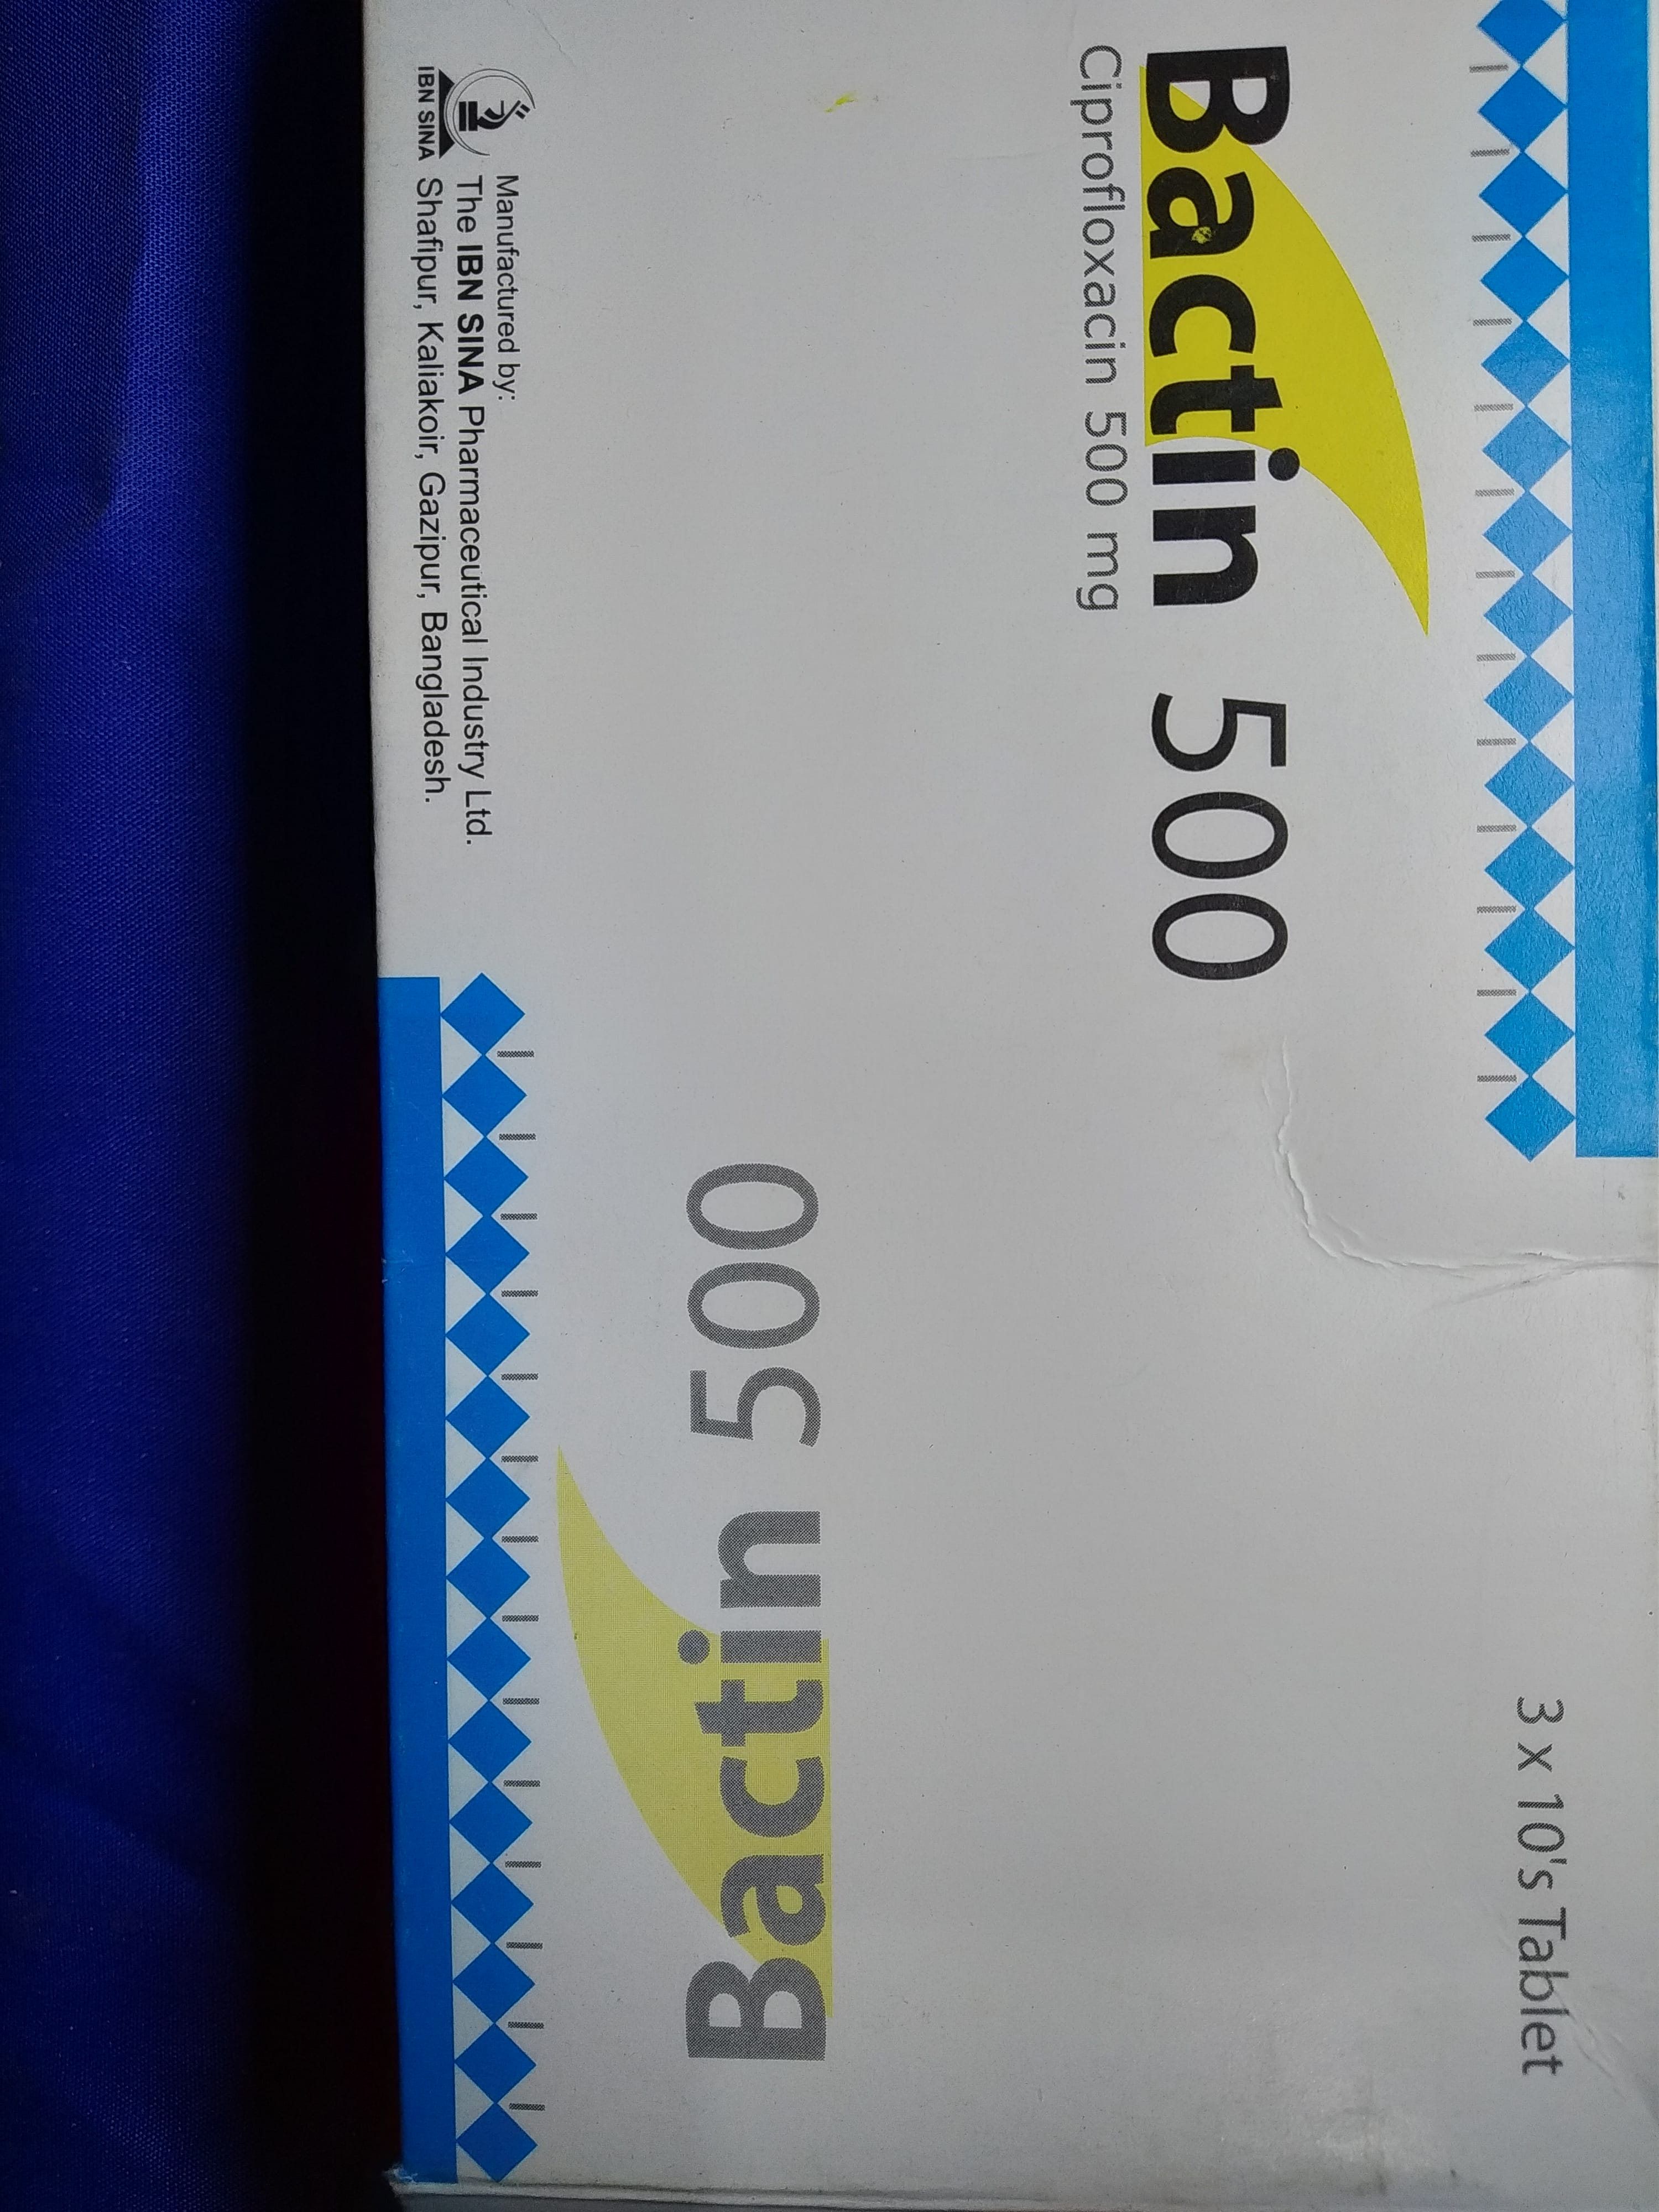 3 x 10's Tablet
Bactin 500
Ciprofloxacin 500 mg
Bactin 500
Manufactured by:
The IBN SINA Pharmaceutical Industry Ltd.
Shafipur, Kaliakoir, Gazipur, Bangladesh.
IBN SINA